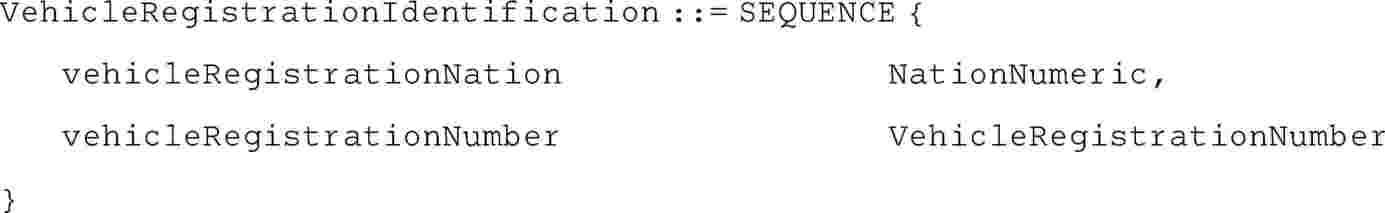 VehicleRegistrationIdentification ::= SEQUENCE {
vehicleRegistrationNation NationNumeric,
vehicleRegistrationNumber VehicleRegistrationNumber
}